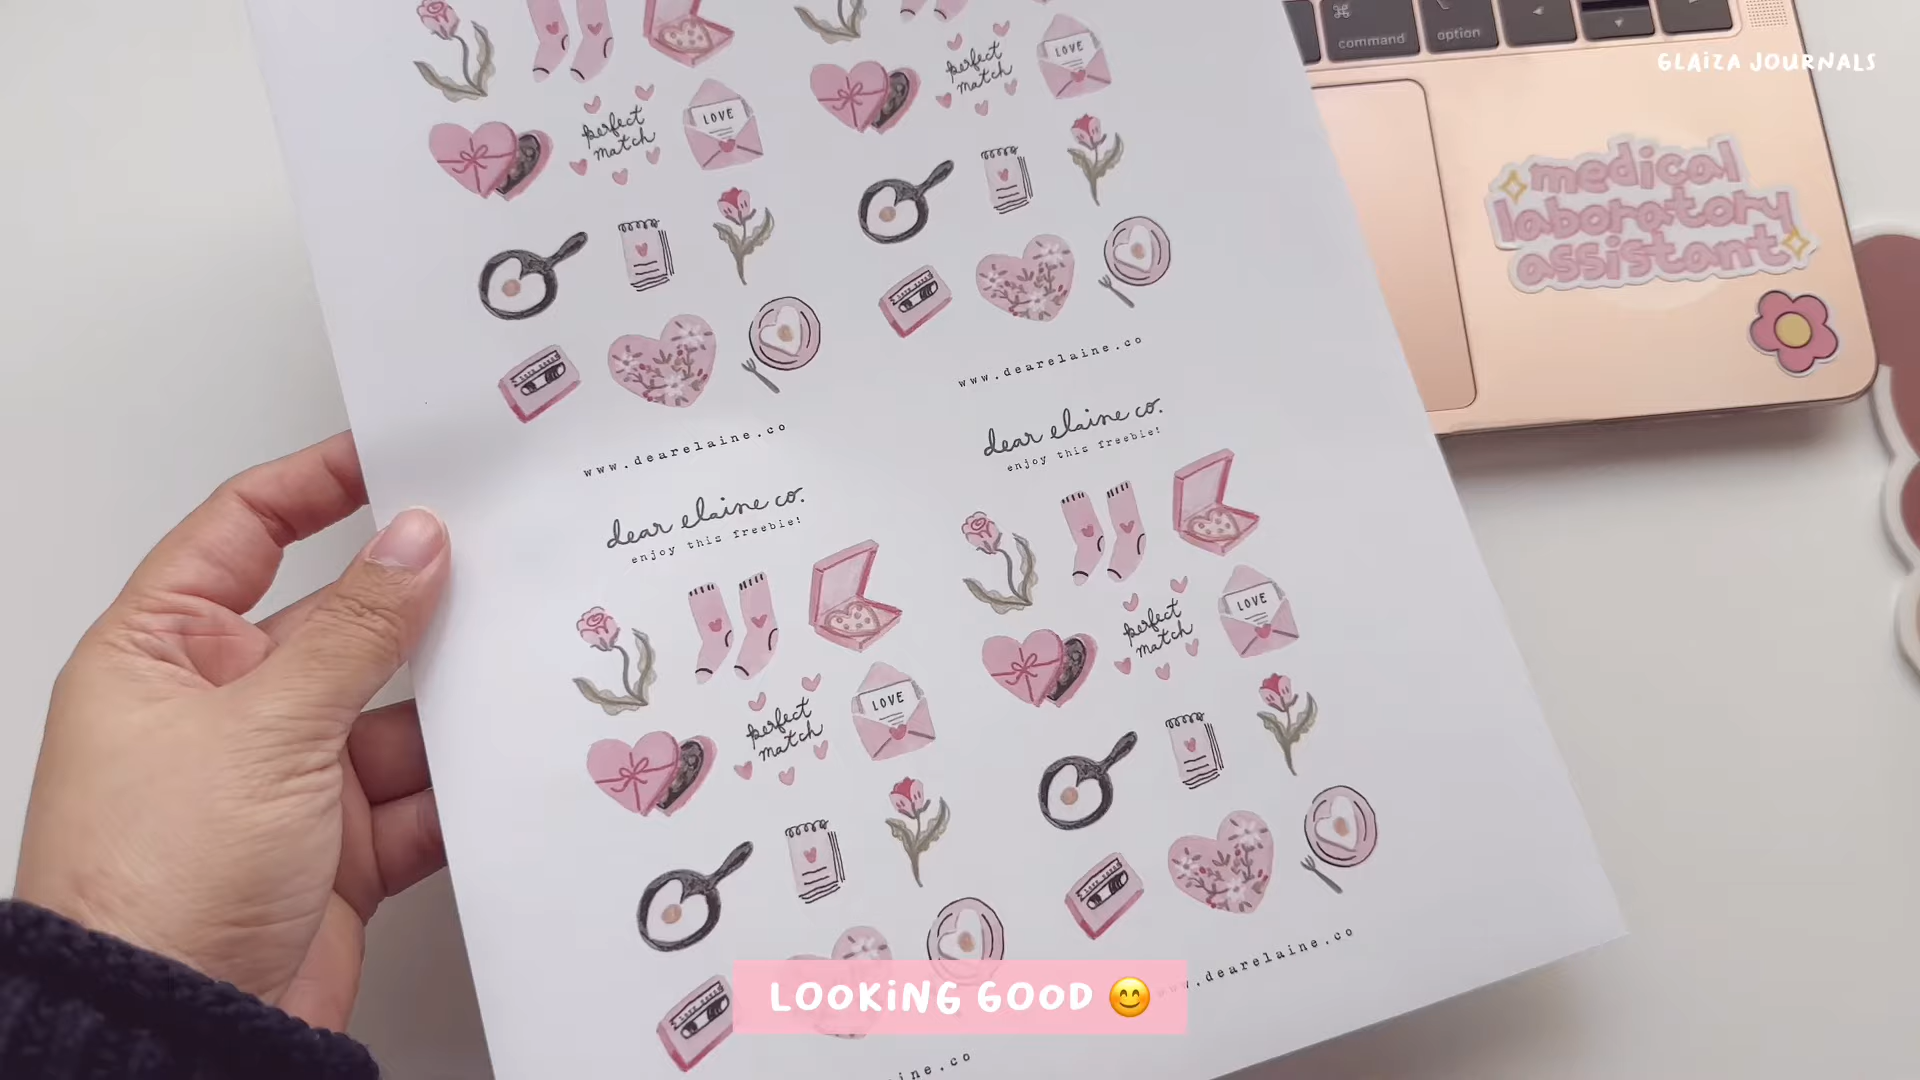 command
option
GLAIZA JOURNALS
LOVE
perfect
match
LOVE
perfect
match
medical
laboratory
assistant
www.dearelaine.co
www.dearelaine.co
dear elaine co.
enjoy this freebie!
dear elaine co.
enjoy this freebie!
LOVE
perfect
match
LOVE
perfect
match
www.dearelaine.co
LOOKING GOOD 😊
ine.co